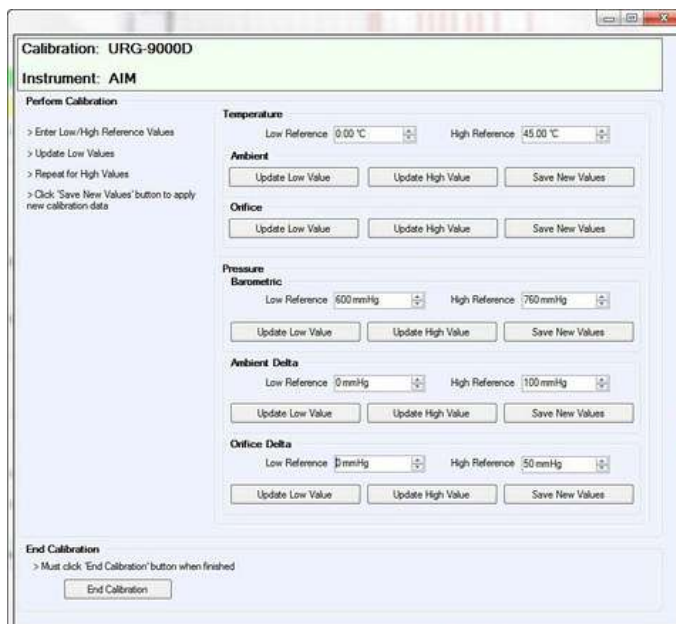 Calibration: URG-9000D
Instrument: AIM
Perform Calibration
> Enter Low/High Reference Values
> Update Low Values
> Repeat for High Values
> Click 'Save New Values' button to apply
new calibration data
Temperature
Low Reference 0.00 °C High Reference 45.00 °C
Ambient
Update Low Value Update High Value Save New Values
Orifice
Update Low Value Update High Value Save New Values
Pressure
Barometric
Low Reference 600 mmHg High Reference 760 mmHg
Update Low Value Update High Value Save New Values
Ambient Delta
Low Reference 0 mmHg High Reference 100 mmHg
Update Low Value Update High Value Save New Values
Orifice Delta
Low Reference 0 mmHg High Reference 50 mmHg
Update Low Value Update High Value Save New Values
End Calibration
> Must click 'End Calibration' button when finished
End Calibration